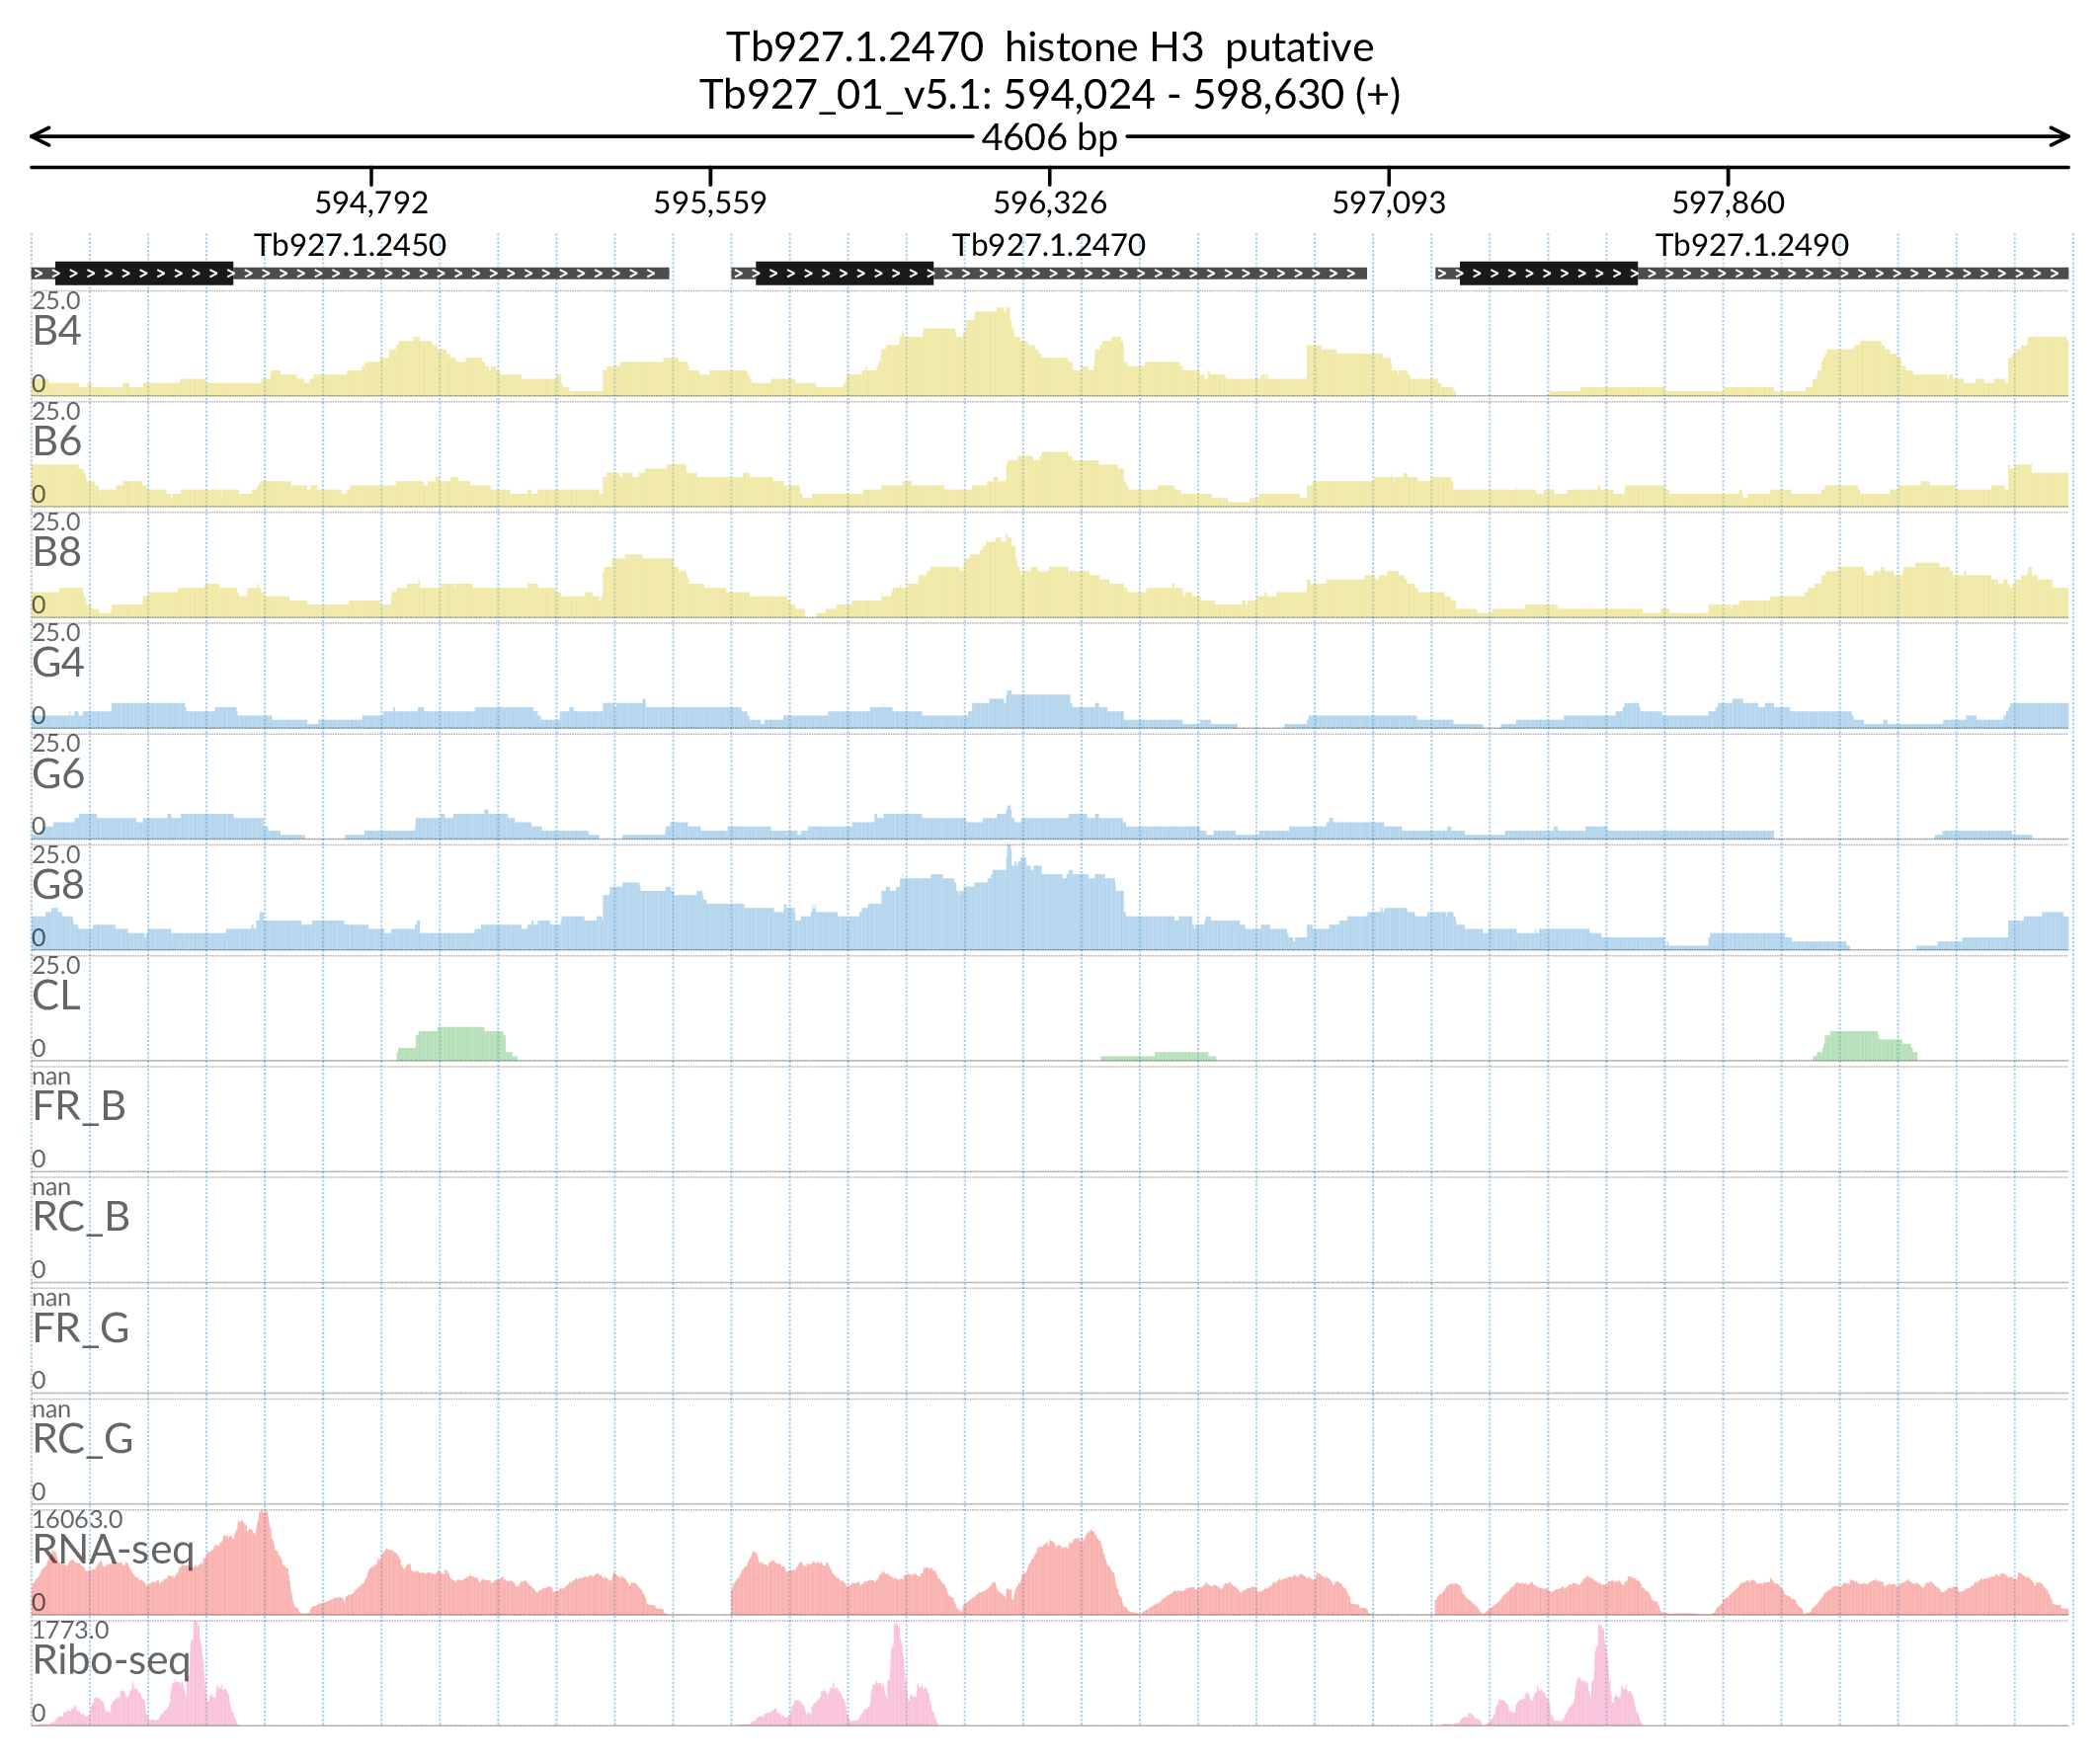 Tb927.1.2470 histone H3 putative
Tb927_01_v5.1: 594,024 - 598,630 (+)
4606 bp
594,792 595,559 596,326 597,093 597,860
Tb927.1.2450 Tb927.1.2470 Tb927.1.2490
25.0
B4
0
25.0
B6
0
25.0
B8
0
25.0
G4
0
25.0
G6
0
25.0
G8
0
25.0
CL
0
nan
FR_B
0
nan
RC_B
0
nan
FR_G
0
nan
RC_G
0
16063.0
RNA-seq
0
1773.0
Ribo-seq
0